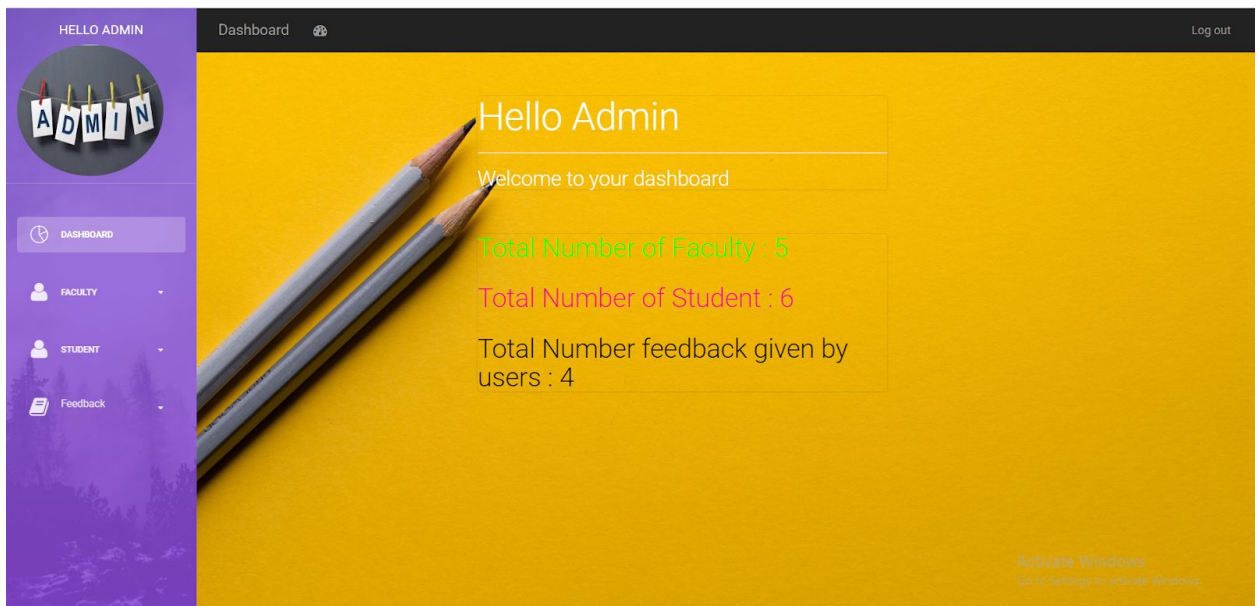 HELLO ADMIN
Dashboard
Log out
ADMIN
Hello Admin
Welcome to your dashboard
DASHBOARD
Total Number of Faculty : 5
FACULTY
Total Number of Student : 6
STUDENT
Total Number feedback given by
users : 4
Feedback
Activate Windows
Go to Settings to activate Windows.